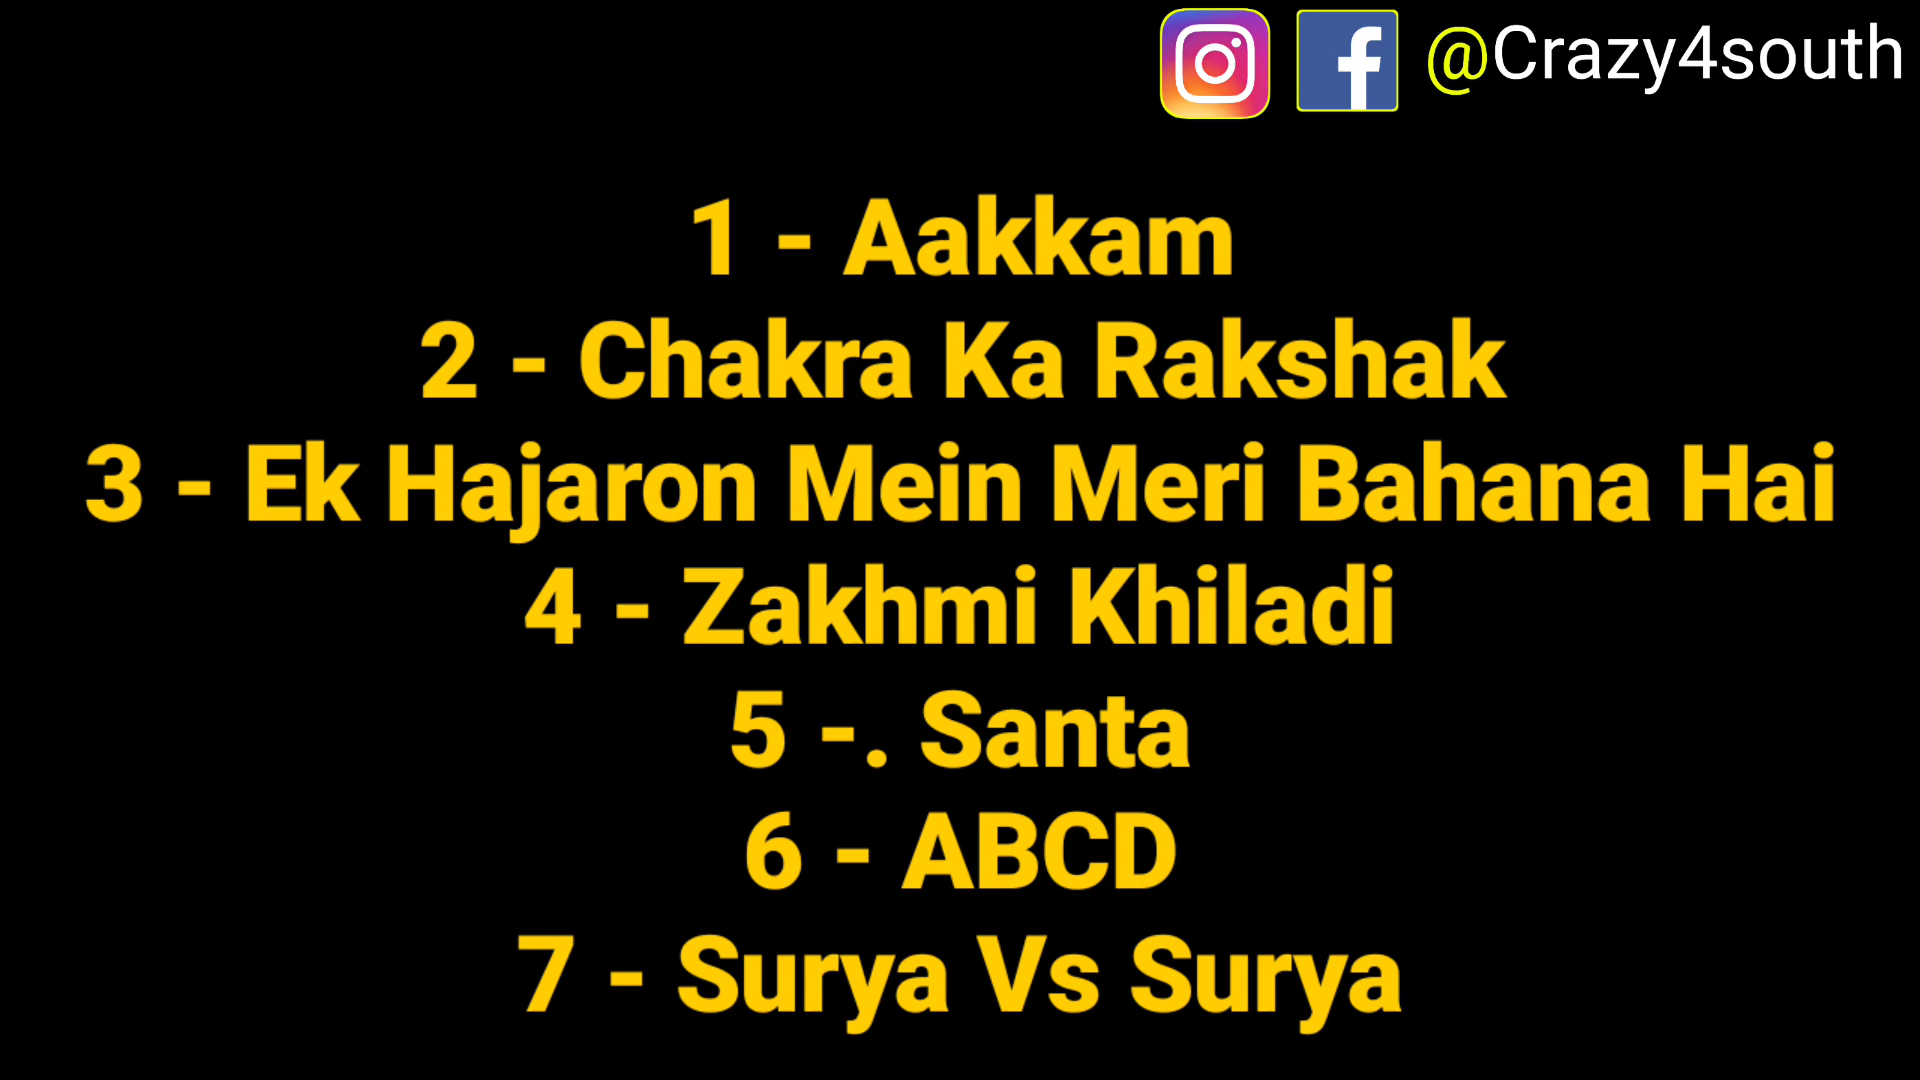 @Crazy4south
1 - Aakkam
2 - Chakra Ka Rakshak
3 - Ek Hajaron Mein Meri Bahana Hai
4 - Zakhmi Khiladi
5 -. Santa
6 - ABCD
7 - Surya Vs Surya